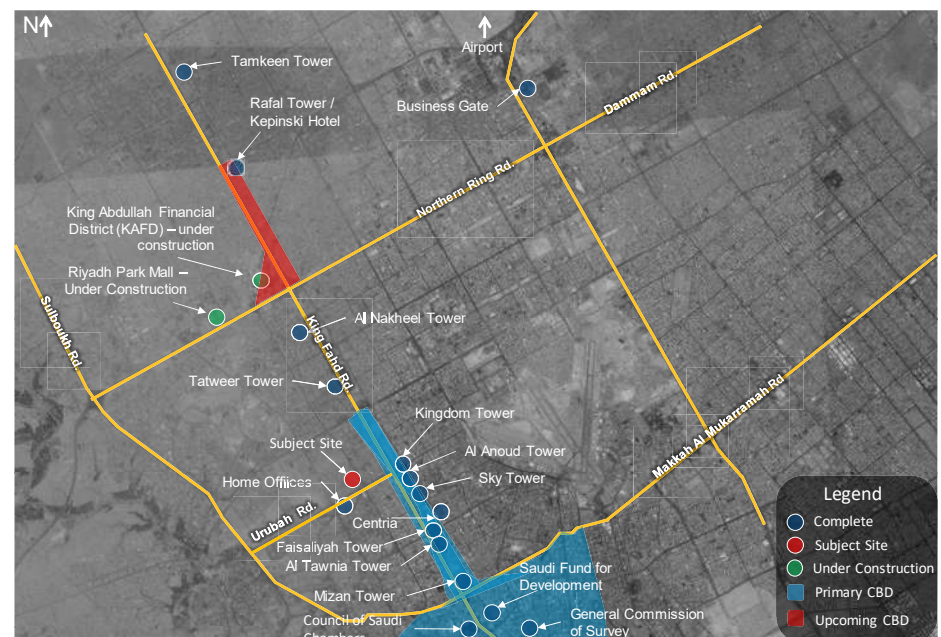 N
Airport
Tamkeen Tower
Rafal Tower /
Kepinski Hotel
Business Gate
Dammam Rd.
Northern Ring Rd.
King Abdullah Financial
District (KAFD) – under
construction
Riyadh Park Mall –
Under Construction
Sulboukh Rd.
King Fahd Rd.
Al Nakheel Tower
Tatweer Tower
Kingdom Tower
Al Anoud Tower
Sky Tower
Subject Site
Home Offiices
Urubah Rd.
Centria
Faisaliyah Tower
Al Tawnia Tower
Mizan Tower
Makkah Al Mukarramah Rd
Saudi Fund for
Development
Council of Saudi
Chambers
General Commission
of Survey
Legend
Complete
Subject Site
Under Construction
Primary CBD
Upcoming CBD